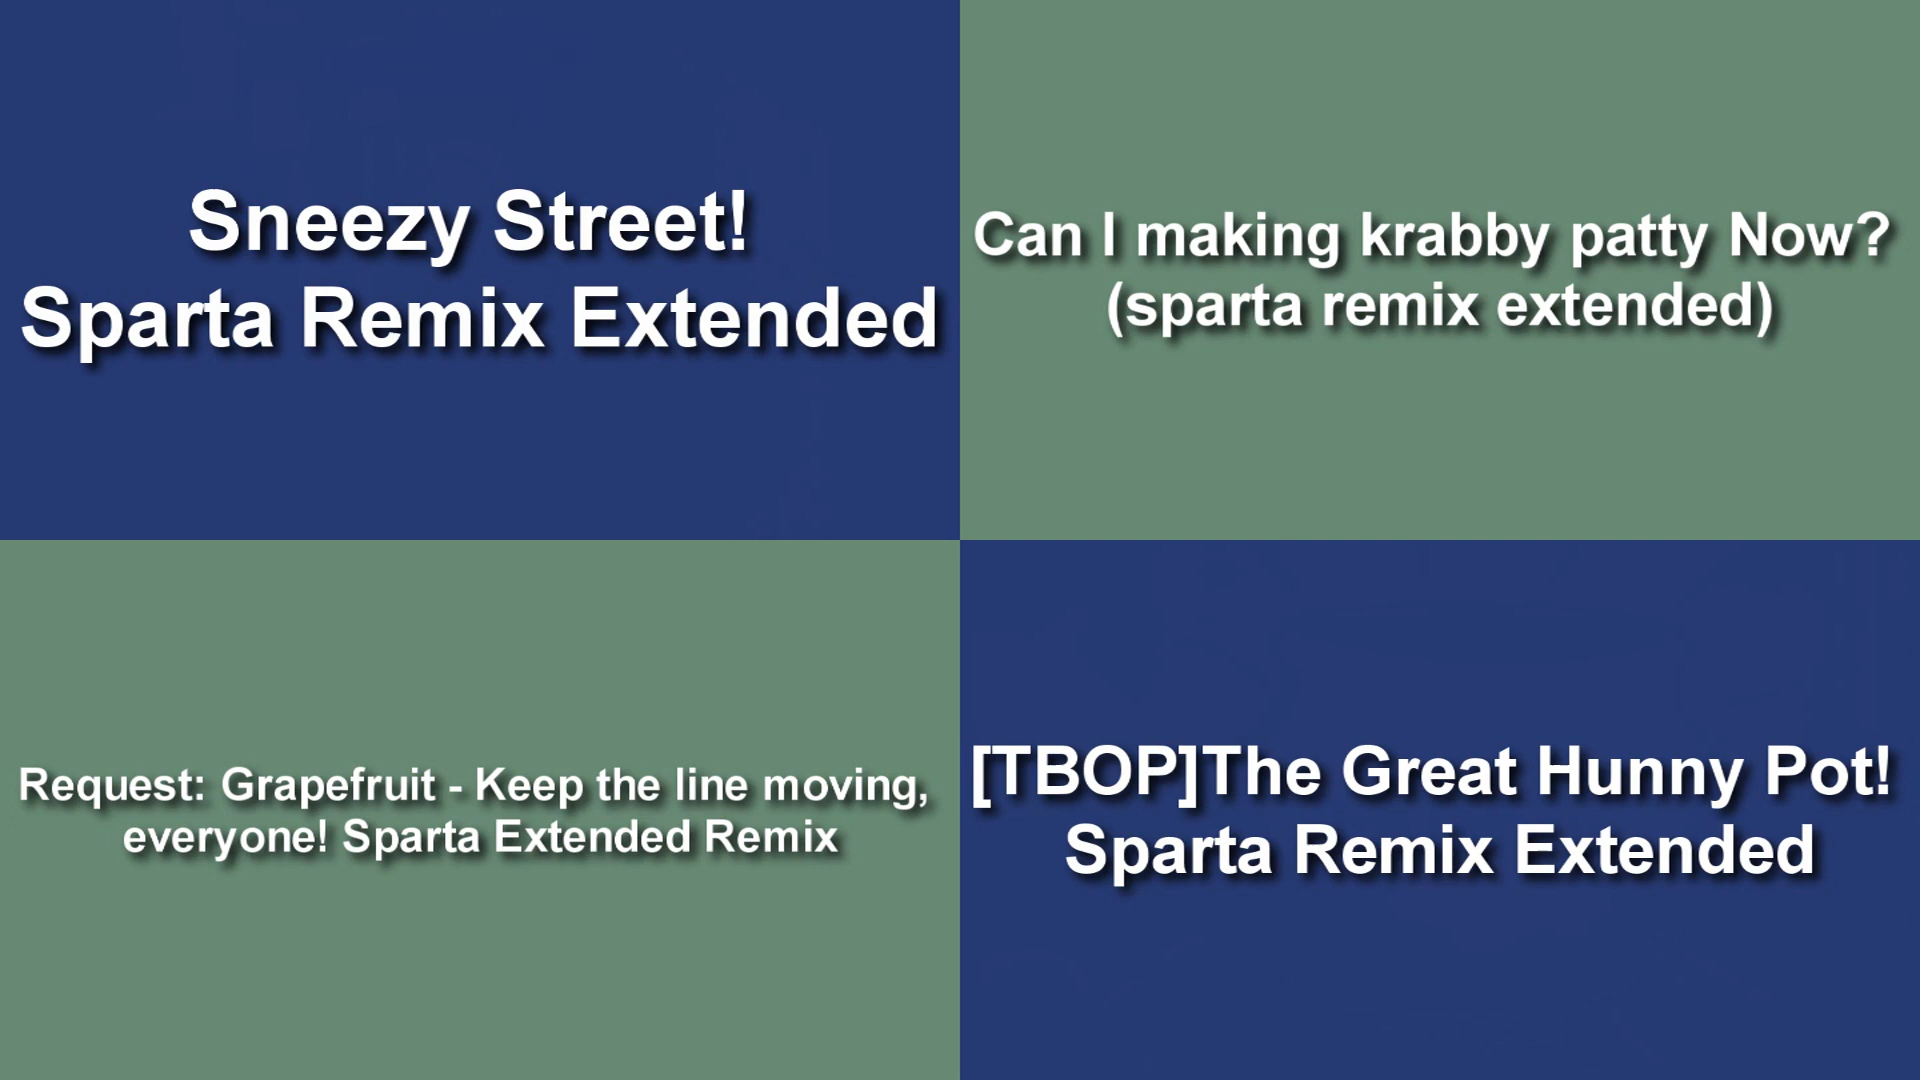 Sneezy Street!
Sparta Remix Extended
Can I making krabby patty Now?
(sparta remix extended)
Request: Grapefruit - Keep the line moving,
everyone! Sparta Extended Remix
[TBOP]The Great Hunny Pot!
Sparta Remix Extended